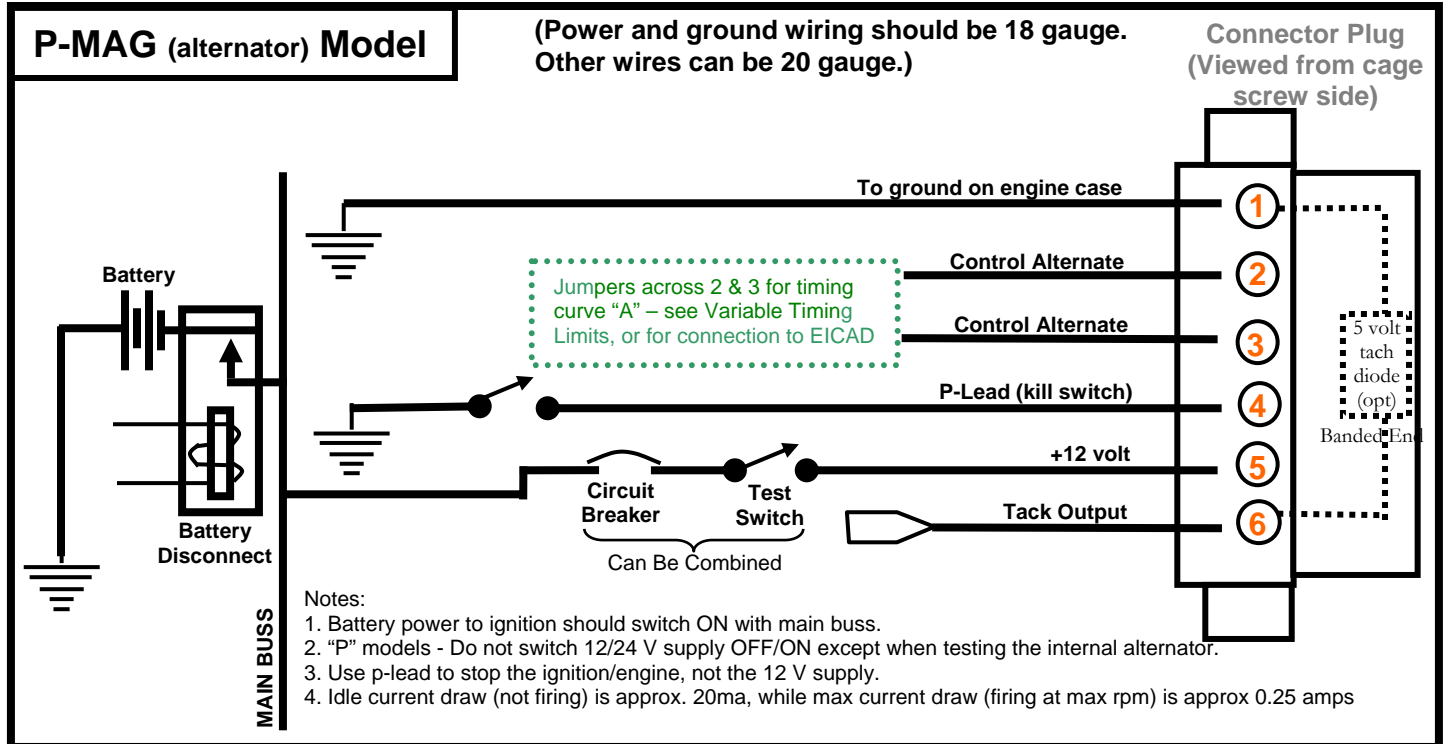 P-MAG (alternator) Model
(Power and ground wiring should be 18 gauge.
Other wires can be 20 gauge.)
Connector Plug
(Viewed from cage
screw side)
To ground on engine case
1
Battery
Control Alternate
2
Jumpers across 2 & 3 for timing
curve “A” – see Variable Timing
Limits, or for connection to EICAD
Control Alternate
3
5 volt
tach
diode
(opt)
Banded End
P-Lead (kill switch)
4
+12 volt
5
Circuit
Breaker
Test
Switch
Can Be Combined
Tack Output
6
Battery
Disconnect
MAIN BUSS
Notes:
1. Battery power to ignition should switch ON with main buss.
2. “P” models - Do not switch 12/24 V supply OFF/ON except when testing the internal alternator.
3. Use p-lead to stop the ignition/engine, not the 12 V supply.
4. Idle current draw (not firing) is approx. 20ma, while max current draw (firing at max rpm) is approx 0.25 amps